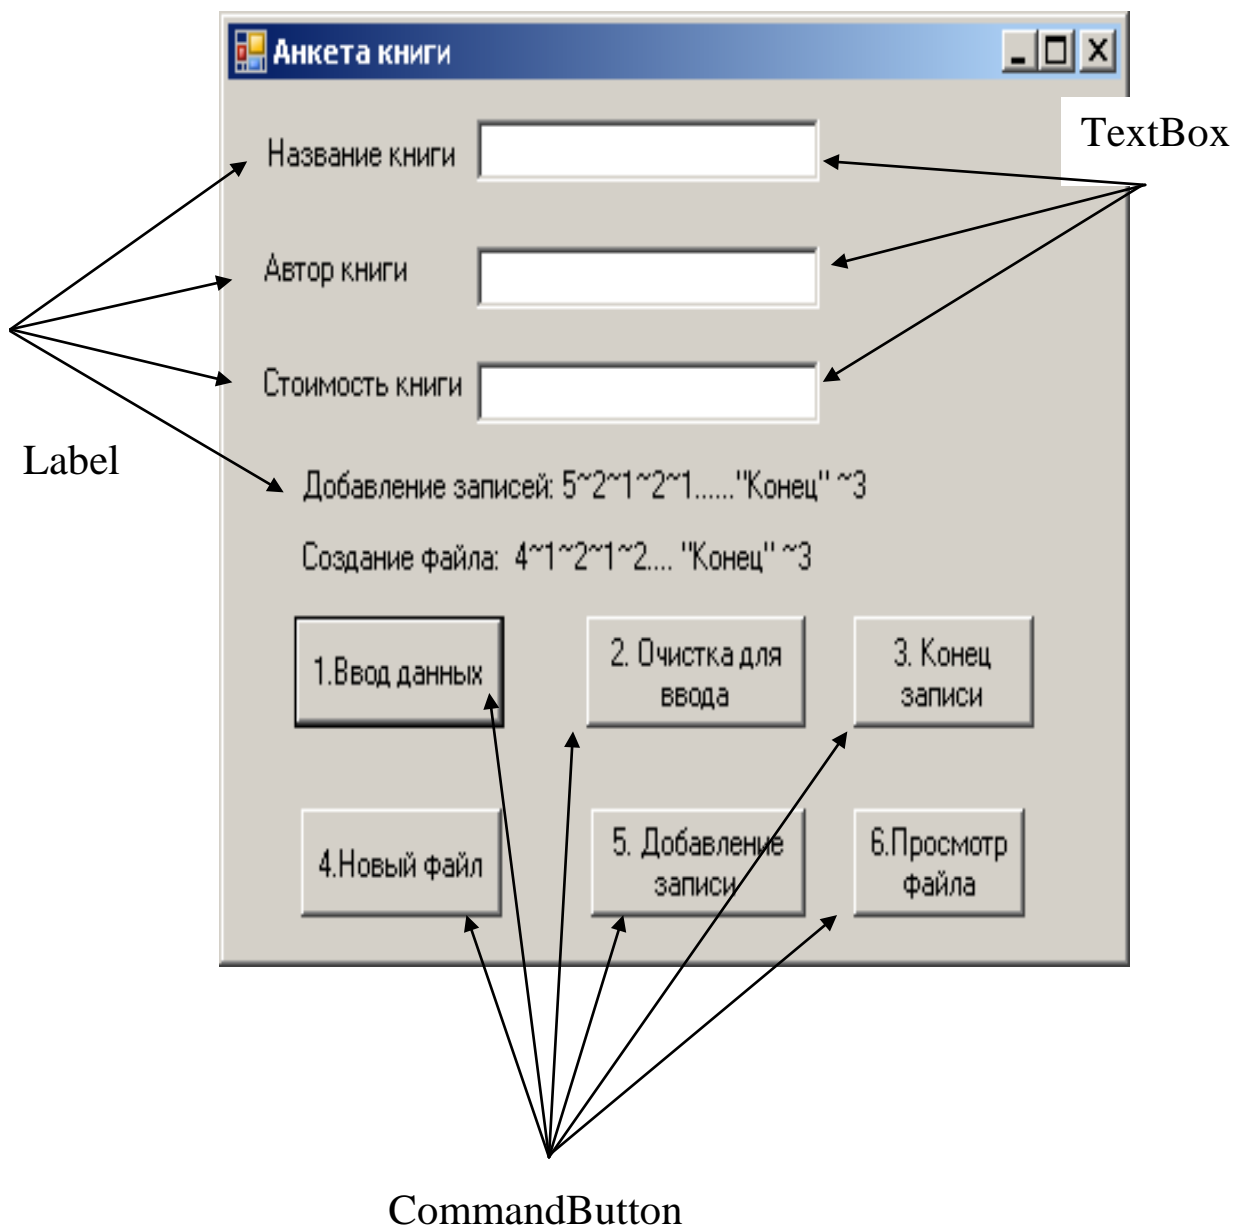 Анкета книги
TextBox
Название книги
Автор книги
Стоимость книги
Label
Добавление записей: 5~2~1~2~1......"Конец" ~3
Создание файла: 4~1~2~1~2.... "Конец" ~3
1.Ввод данных
2. Очистка для
ввода
3. Конец
записи
4.Новый файл
5. Добавление
записи
6.Просмотр
файла
CommandButton